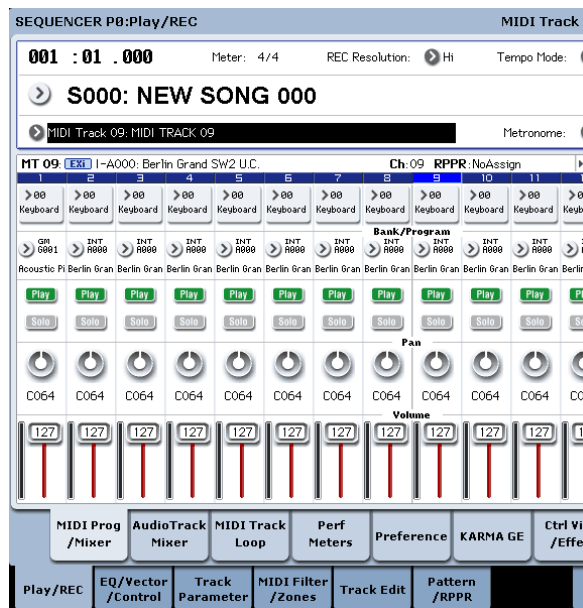 SEQUENCER P0:Play/REC MIDI Track
001 :01 .000 Meter: 4/4 REC Resolution: Hi Tempo Mode:
S000: NEW SONG 000
MIDI Track 09: MIDI TRACK 09 Metronome:
MT 09: EXi I-A000: Berlin Grand SW2 U.C. Ch:09 RPPR:NoAssign
1 2 3 4 5 6 7 8 9 10 11
00 00 00 00 00 00 00 00 00 00 00
Keyboard Keyboard Keyboard Keyboard Keyboard Keyboard Keyboard Keyboard Keyboard Keyboard Keyboard
Bank/Program
GM INT INT INT INT INT INT INT INT INT INT
G001 A000 A000 A000 A000 A000 A000 A000 A000 A000 A000
Acoustic Pi Berlin Gran Berlin Gran Berlin Gran Berlin Gran Berlin Gran Berlin Gran Berlin Gran Berlin Gran Berlin Gran Berlin Gran
Play Play Play Play Play Play Play Play Play Play Play
Solo Solo Solo Solo Solo Solo Solo Solo Solo Solo Solo
Pan
C064 C064 C064 C064 C064 C064 C064 C064 C064 C064 C064
Volume
127 127 127 127 127 127 127 127 127 127 127
MIDI Prog AudioTrack MIDI Track Perf Preference KARMA GE Ctrl
/Mixer Mixer Loop Meters /Effe
Play/REC EQ/Vector Track MIDI Filter Track Edit Pattern
/Control Parameter /Zones /RPPR